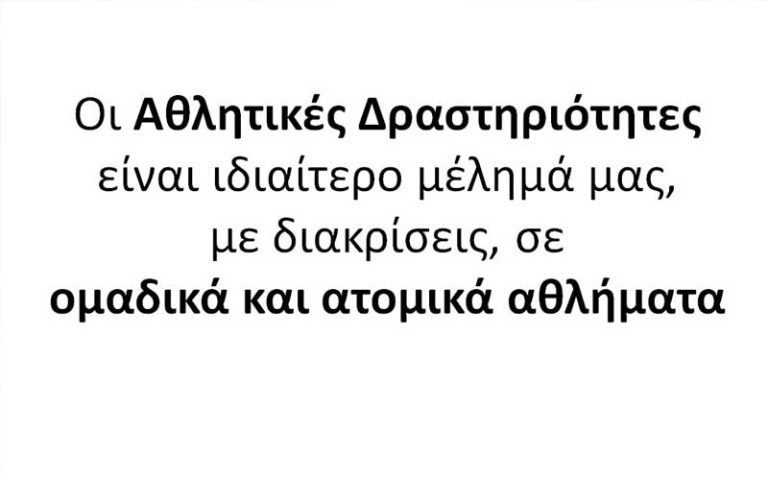 Οι Αθλητικές Δραστηριότητες
είναι ιδιαίτερο μέλημά μας,
με διακρίσεις, σε
ομαδικά και ατομικά αθλήματα